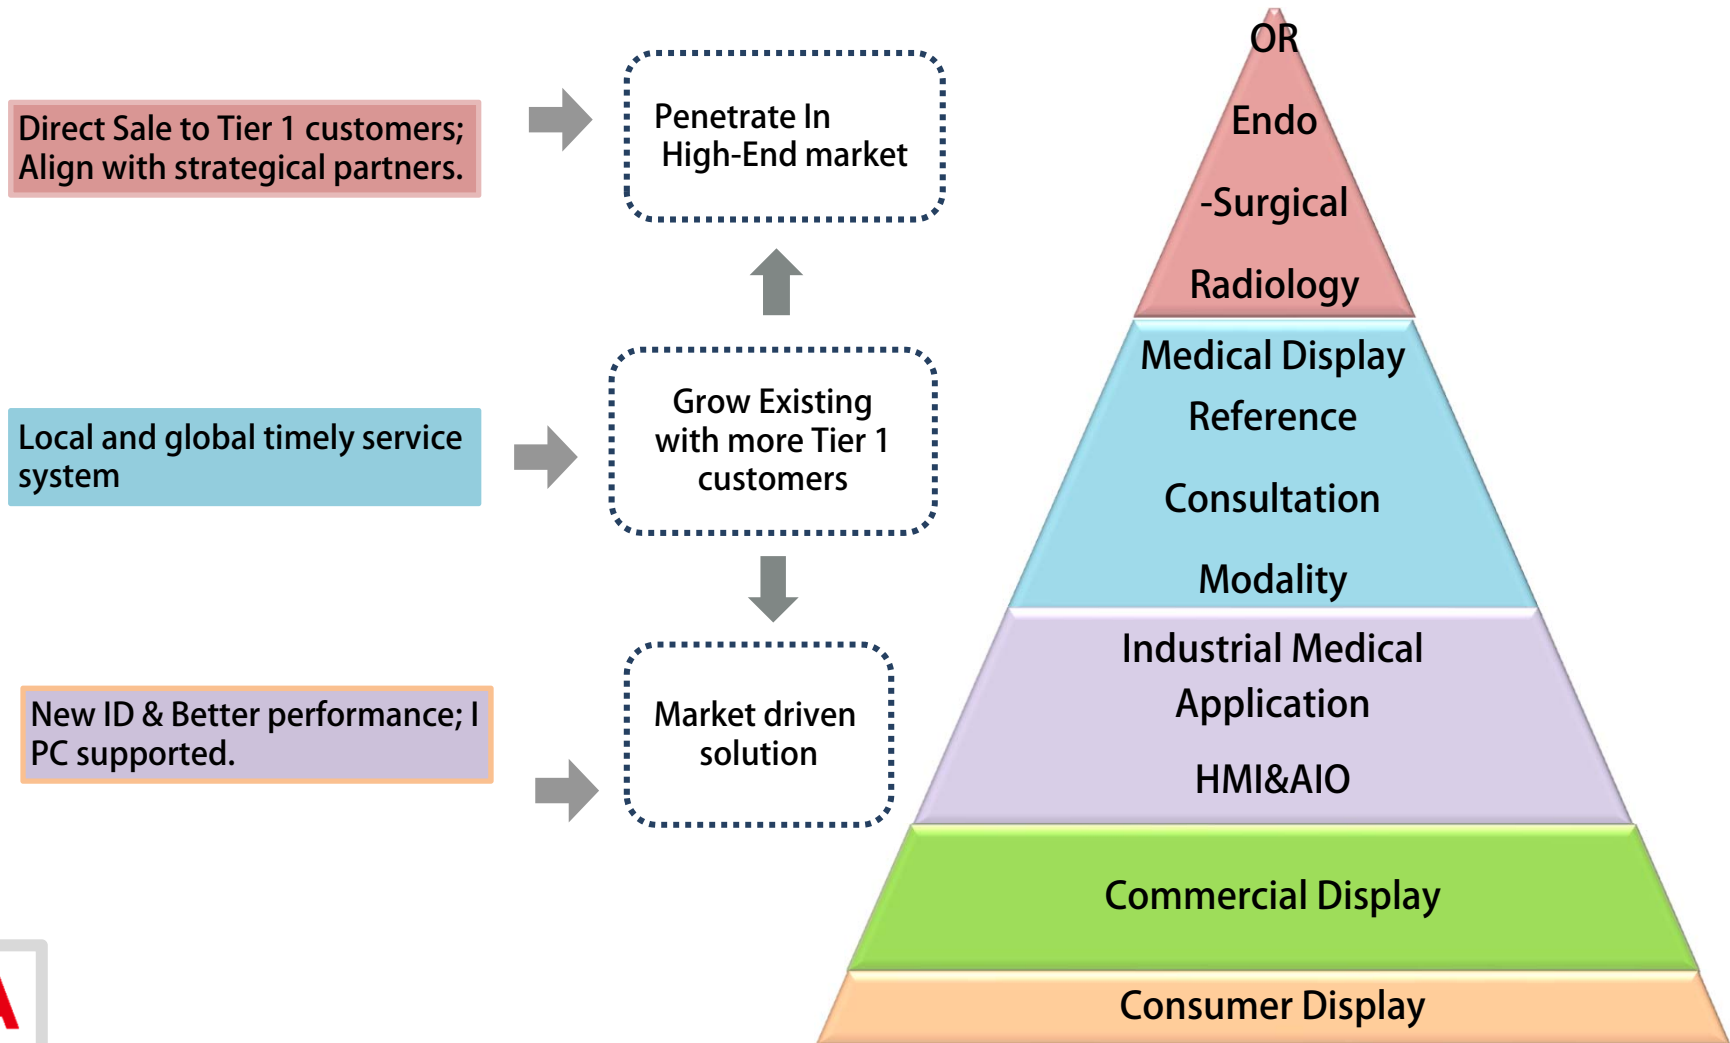 Direct Sale to Tier 1 customers;
Align with strategical partners.
Penetrate In
High-End market
Local and global timely service
system
Grow Existing
with more Tier 1
customers
New ID & Better performance; I
PC supported.
Market driven
solution
OR
Endo
-Surgical
Radiology
Medical Display
Reference
Consultation
Modality
Industrial Medical
Application
HMI&AIO
Commercial Display
Consumer Display
A